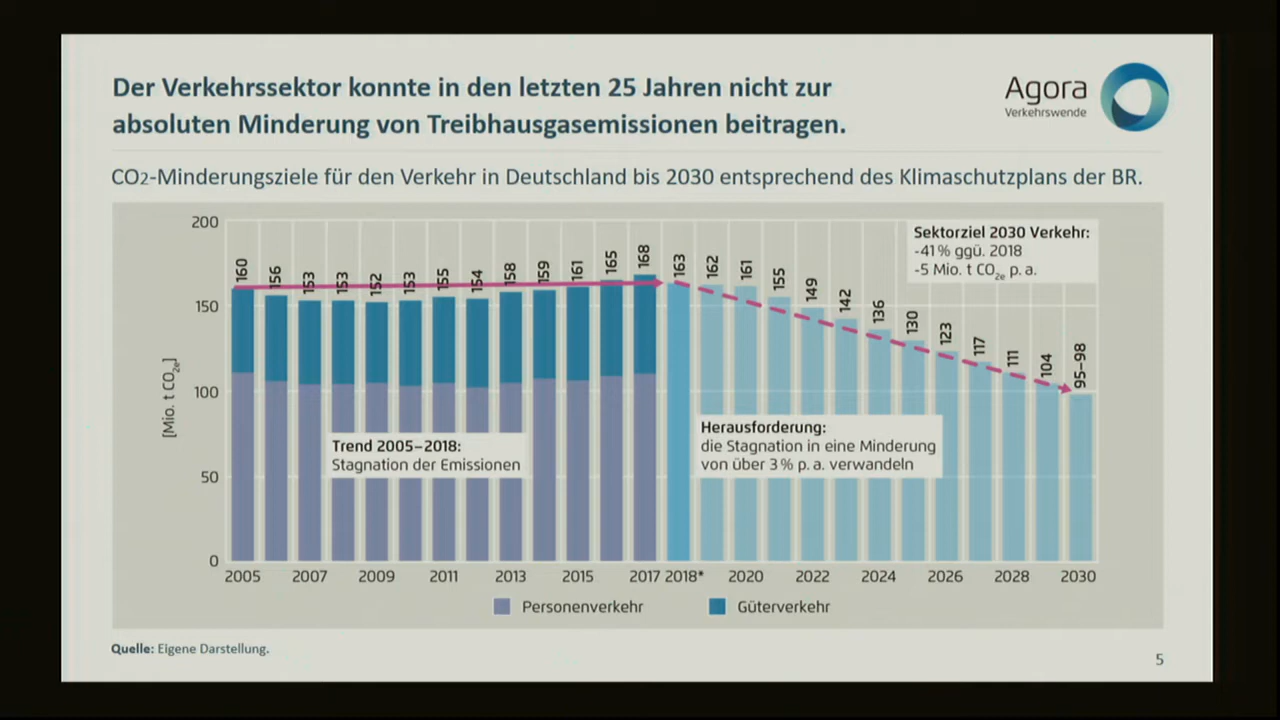 Der Verkehrssektor konnte in den letzten 25 Jahren nicht zur
absoluten Minderung von Treibhausgasemissionen beitragen.
Agora
Verkehrswende
CO2-Minderungsziele für den Verkehr in Deutschland bis 2030 entsprechend des Klimaschutzplans der BR.
200
150
100
50
0
[Mio. t CO2e]
160 156 153 153 152 153 155 154 158 159 161 165 168 163 162 161 155 149 142 136 130 123 117 111 104 95–98
Sektorziel 2030 Verkehr:
-41 % ggü. 2018
-5 Mio. t CO2e p. a.
Trend 2005–2018:
Stagnation der Emissionen
Herausforderung:
die Stagnation in eine Minderung
von über 3 % p. a. verwandeln
2005 2007 2009 2011 2013 2015 2017 2018* 2020 2022 2024 2026 2028 2030
Personenverkehr Güterverkehr
Quelle: Eigene Darstellung.
5